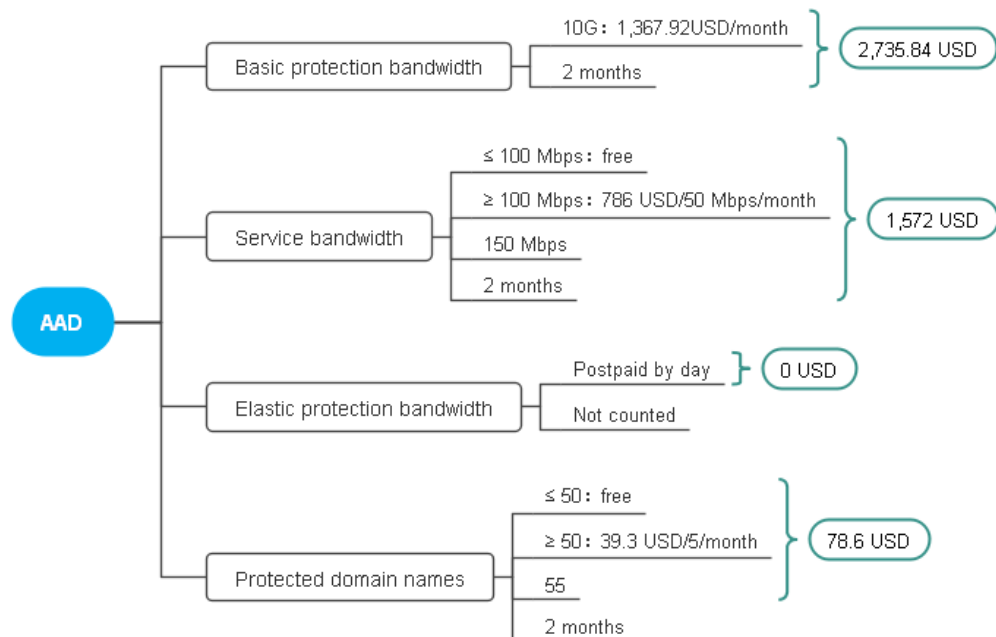 AAD
Basic protection bandwidth
10G: 1,367.92USD/month
2 months
2,735.84 USD
Service bandwidth
≤ 100 Mbps: free
≥ 100 Mbps: 786 USD/50 Mbps/month
150 Mbps
2 months
1,572 USD
Elastic protection bandwidth
Postpaid by day
Not counted
0 USD
Protected domain names
≤ 50: free
≥ 50: 39.3 USD/5/month
55
2 months
78.6 USD